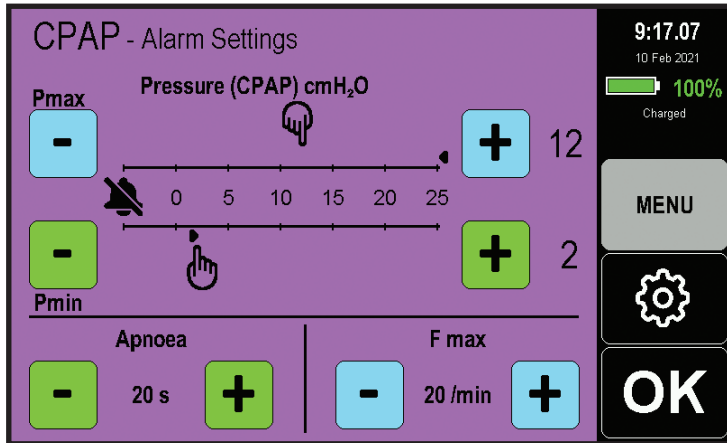 CPAP - Alarm Settings
Pressure (CPAP) cmH₂O
Pmax
- + 12
0 5 10 15 20 25
- + 2
Pmin
Apnoea
- 20 s +
F max
- 20 /min +
9:17.07
10 Feb 2021
100%
Charged
MENU
OK